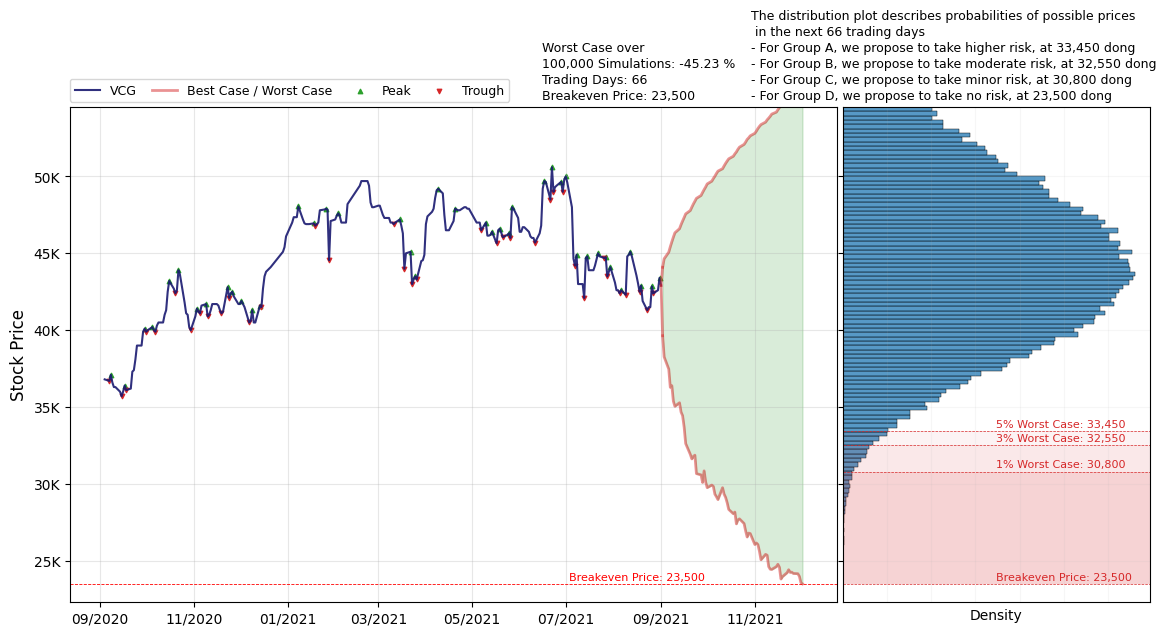 The distribution plot describes probabilities of possible prices
in the next 66 trading days
- For Group A, we propose to take higher risk, at 33,450 dong
- For Group B, we propose to take moderate risk, at 32,550 dong
- For Group C, we propose to take minor risk, at 30,800 dong
- For Group D, we propose to take no risk, at 23,500 dong
Worst Case over
100,000 Simulations: -45.23 %
Trading Days: 66
Breakeven Price: 23,500
VCG
Best Case / Worst Case
Peak
Trough
Stock Price
50K
45K
40K
35K
30K
25K
Breakeven Price: 23,500
09/2020
11/2020
01/2021
03/2021
05/2021
07/2021
09/2021
11/2021
5% Worst Case: 33,450
3% Worst Case: 32,550
1% Worst Case: 30,800
Breakeven Price: 23,500
Density